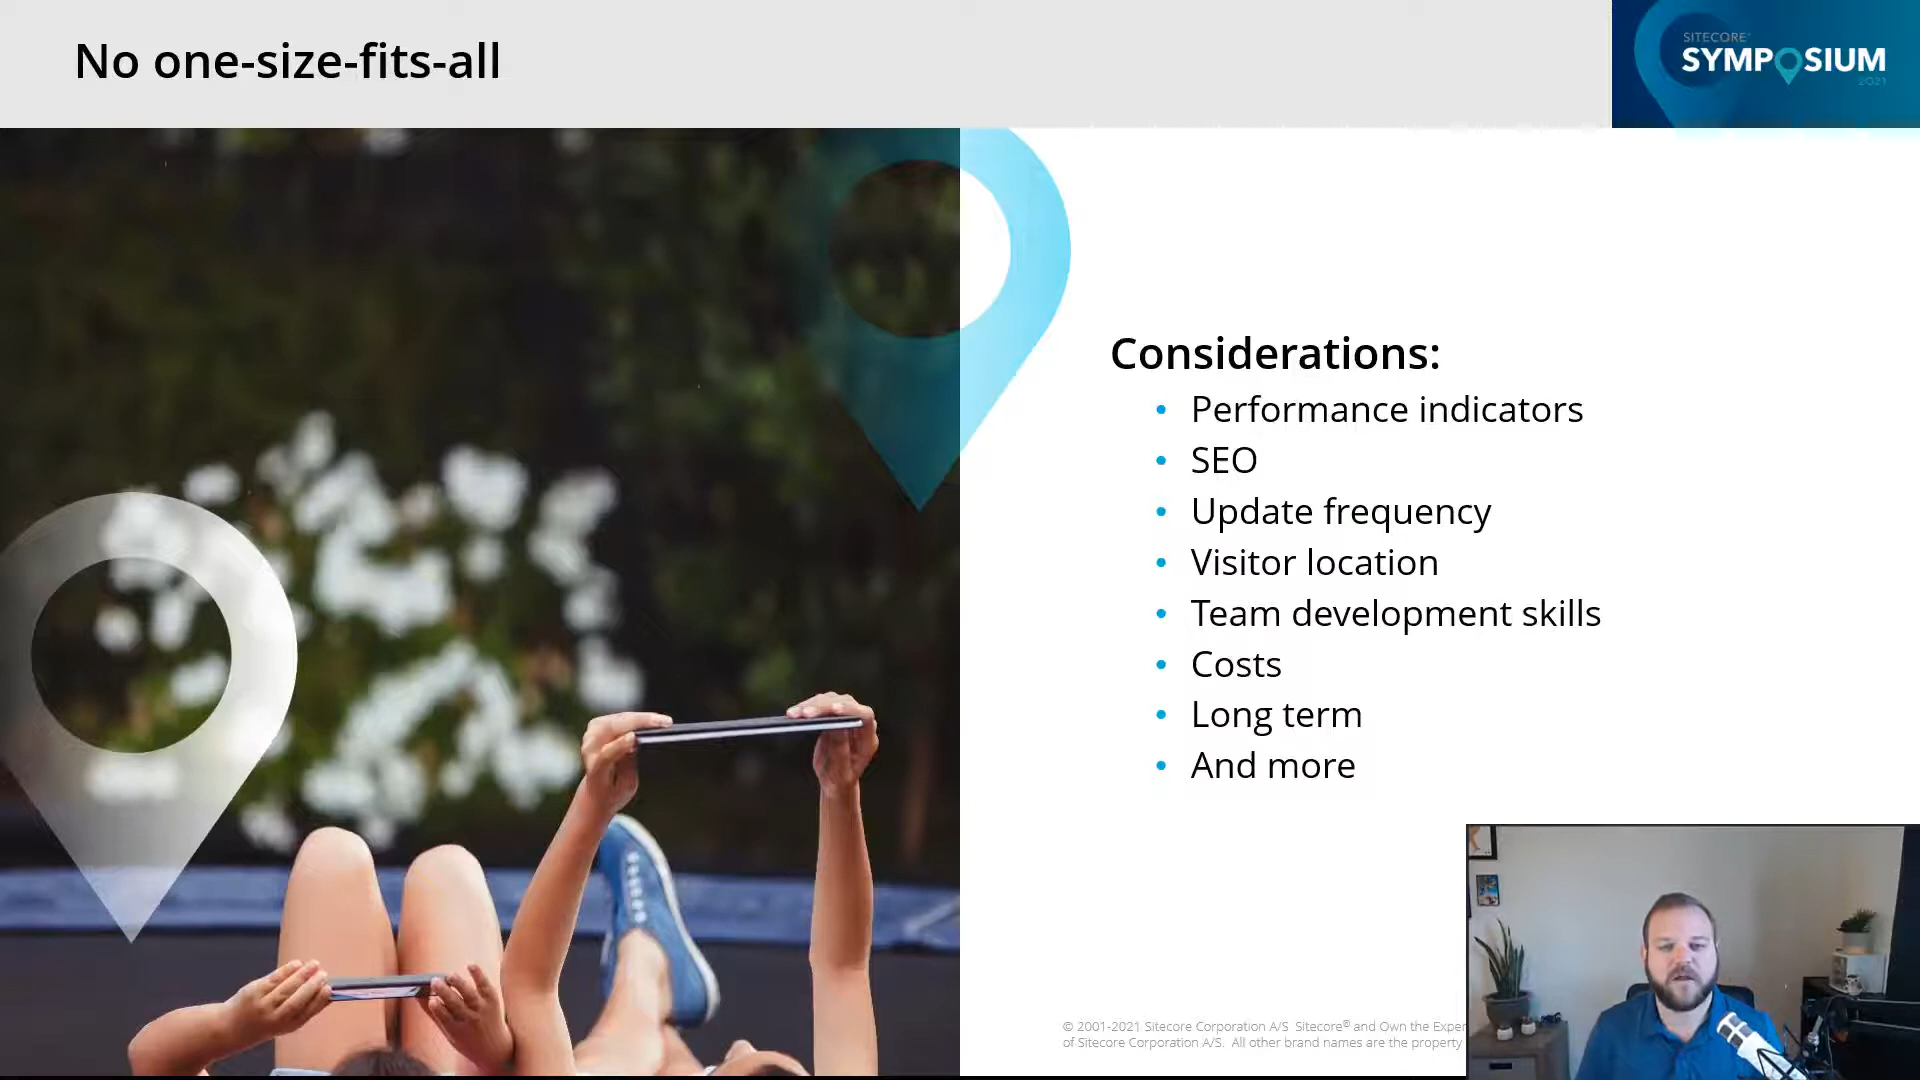 No one-size-fits-all
SITECORE
SYMPOSIUM
2021
Considerations:
• Performance indicators
• SEO
• Update frequency
• Visitor location
• Team development skills
• Costs
• Long term
• And more
© 2001-2021 Sitecore Corporation A/S Sitecore® and Own the
of Sitecore Corporation A/S. All other brand names are the property